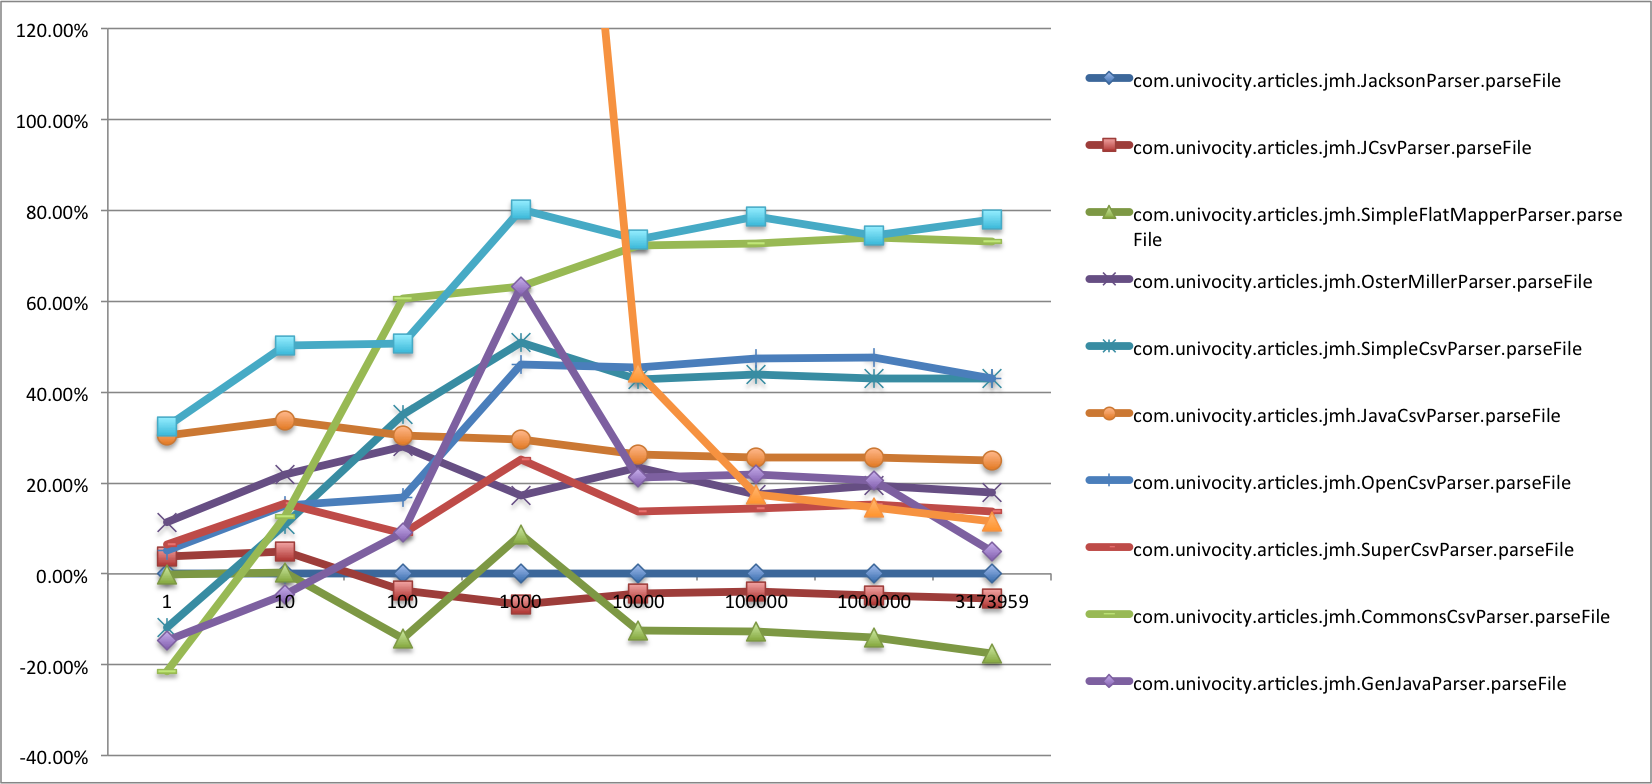 120.00%
100.00%
80.00%
60.00%
40.00%
20.00%
0.00%
-20.00%
-40.00%
1 10 100 1000 10000 100000 1000000 3173959
com.univocity.articles.jmh.JacksonParser.parseFile
com.univocity.articles.jmh.JCsvParser.parseFile
com.univocity.articles.jmh.SimpleFlatMapperParser.parse
File
com.univocity.articles.jmh.OsterMillerParser.parseFile
com.univocity.articles.jmh.SimpleCsvParser.parseFile
com.univocity.articles.jmh.JavaCsvParser.parseFile
com.univocity.articles.jmh.OpenCsvParser.parseFile
com.univocity.articles.jmh.SuperCsvParser.parseFile
com.univocity.articles.jmh.CommonsCsvParser.parseFile
com.univocity.articles.jmh.GenJavaParser.parseFile